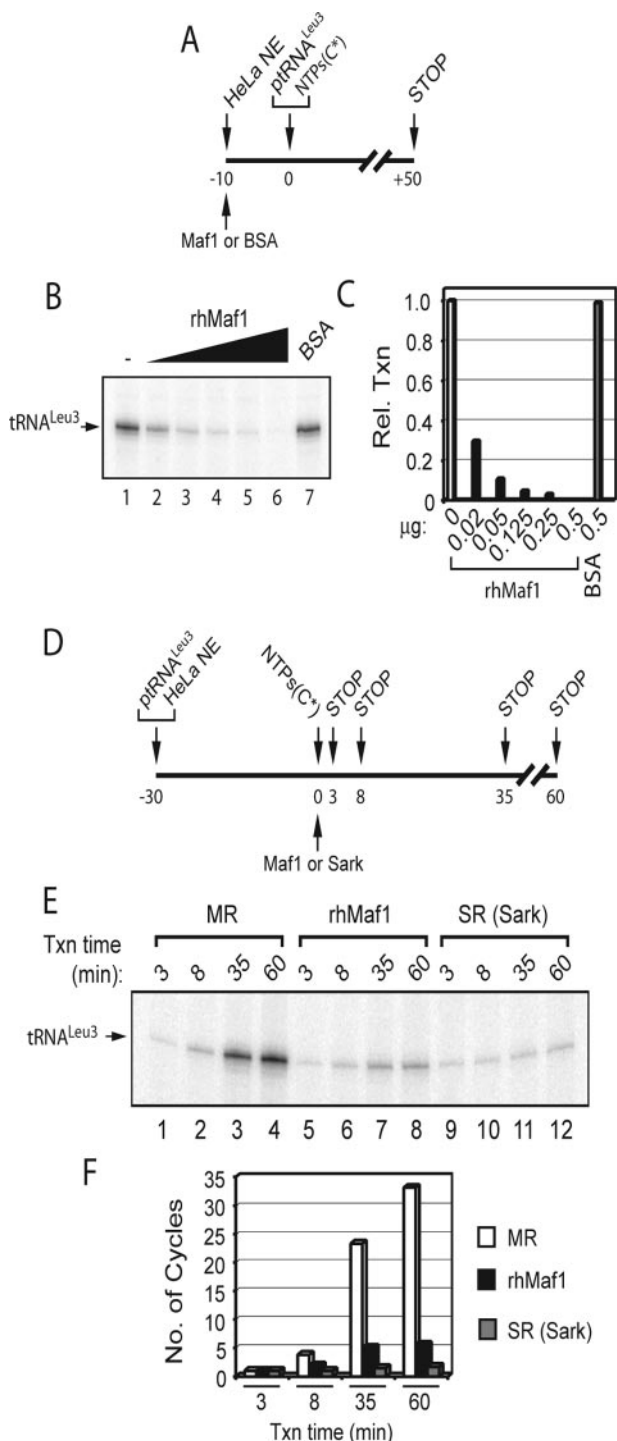 A
HeLa NE
ptRNA^Leu3
NTPs(C*)
STOP
-10
0
+50
Maf1 or BSA
B
rhMaf1
-
BSA
tRNA^Leu3
1 2 3 4 5 6 7
C
Rel. Txn
1.0
0.8
0.6
0.4
0.2
0
µg: 0 0.02 0.05 0.125 0.25 0.5 0.5
rhMaf1
BSA
D
ptRNA^Leu3
HeLa NE
NTPs(C*)
STOP
STOP
STOP
STOP
-30
0
3
8
35
60
Maf1 or Sark
E
MR rhMaf1 SR (Sark)
Txn time
(min): 3 8 35 60 3 8 35 60 3 8 35 60
tRNA^Leu3
1 2 3 4 5 6 7 8 9 10 11 12
F
No. of Cycles
35
30
25
20
15
10
5
0
3 8 35 60
Txn time (min)
MR
rhMaf1
SR (Sark)